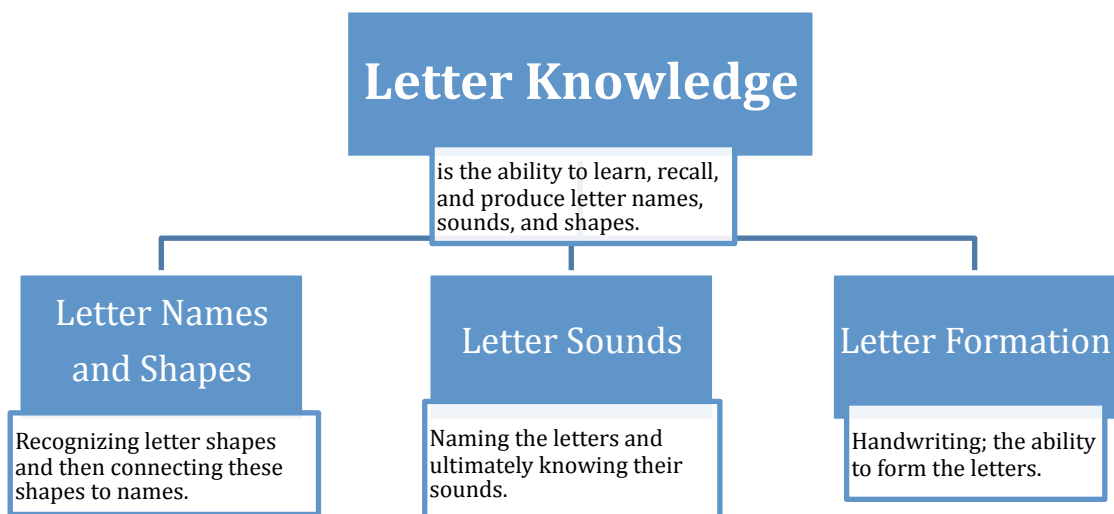 Letter Knowledge
is the ability to learn, recall,
and produce letter names,
sounds, and shapes.
Letter Names
and Shapes
Recognizing letter shapes
and then connecting these
shapes to names.
Letter Sounds
Naming the letters and
ultimately knowing their
sounds.
Letter Formation
Handwriting; the ability
to form the letters.